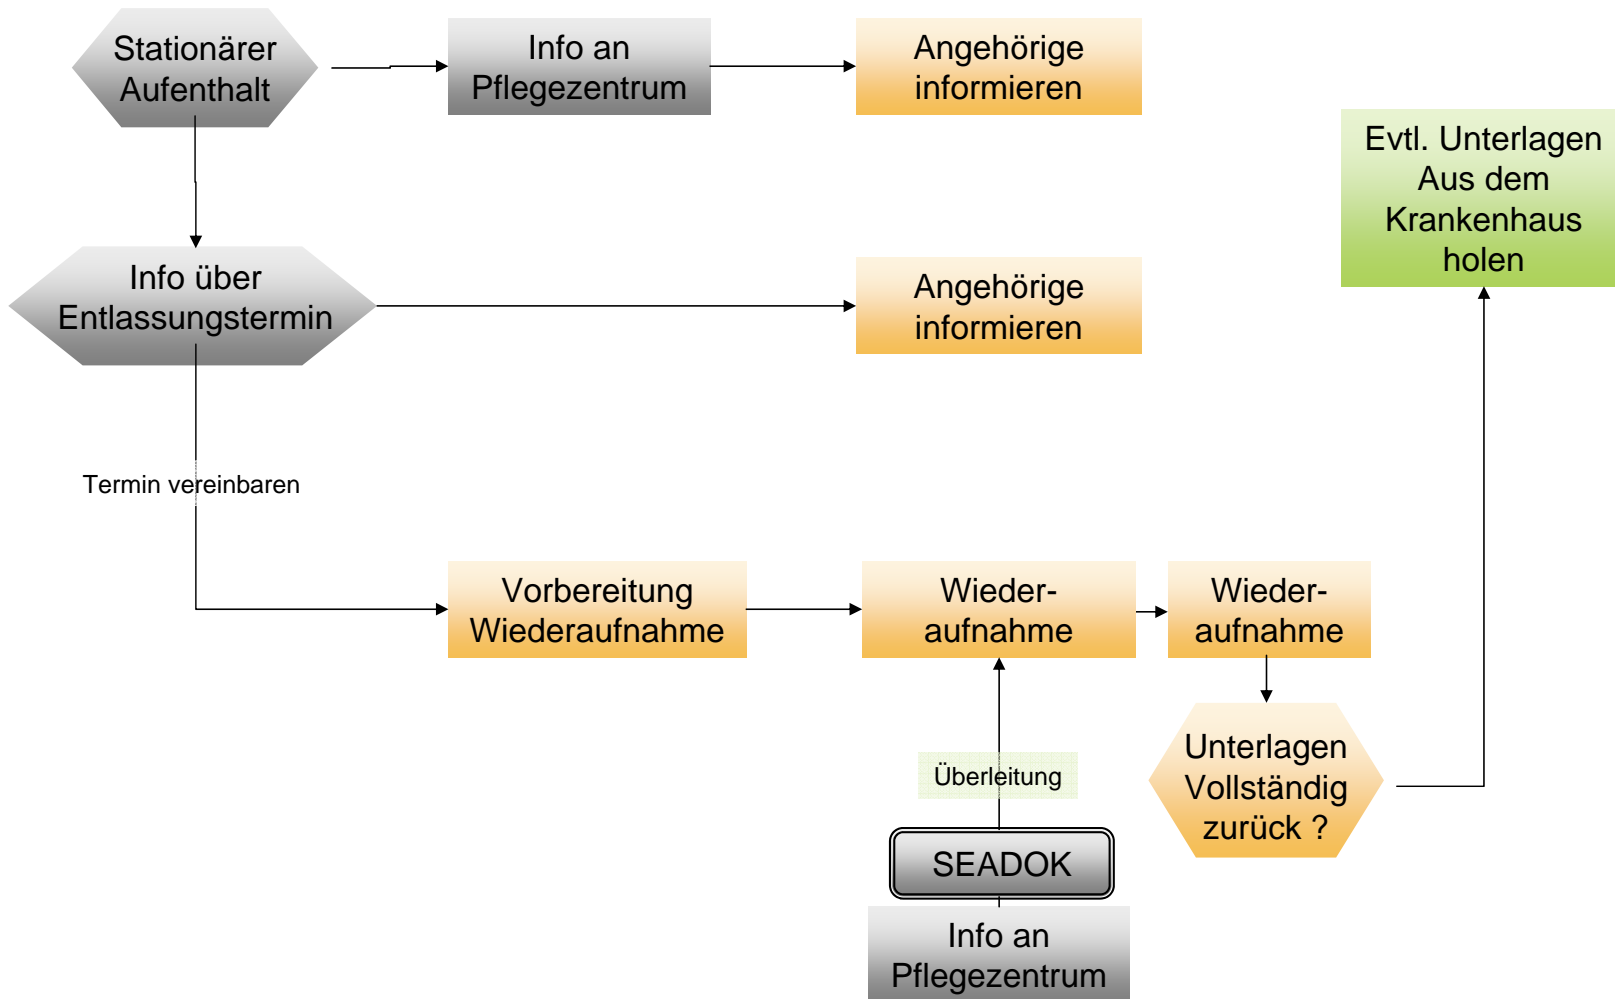 Stationärer
Aufenthalt
Info an
Pflegezentrum
Angehörige
informieren
Evtl. Unterlagen
Aus dem
Krankenhaus
holen
Info über
Entlassungstermin
Angehörige
informieren
Termin vereinbaren
Vorbereitung
Wiederaufnahme
Wieder-
aufnahme
Wieder-
aufnahme
Unterlagen
Vollständig
zurück ?
Überleitung
SEADOK
Info an
Pflegezentrum